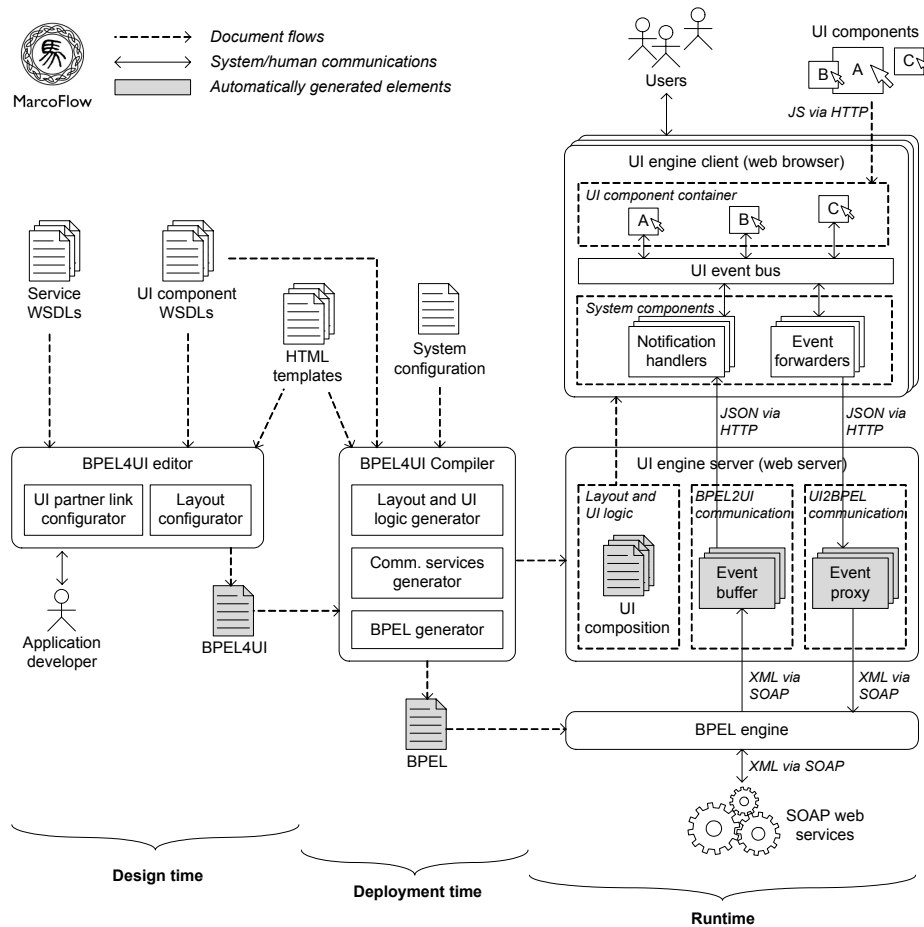 MarcoFlow
Document flows
System/human communications
Automatically generated elements
Users
UI components
B
A
C
JS via HTTP
UI engine client (web browser)
UI component container
A
B
C
UI event bus
System components
Notification
handlers
Event
forwarders
JSON via
HTTP
JSON via
HTTP
Service
WSDLs
UI component
WSDLs
HTML
templates
System
configuration
BPEL4UI editor
UI partner link
configurator
Layout
configurator
Application
developer
BPEL4UI
BPEL4UI Compiler
Layout and UI
logic generator
Comm. services
generator
BPEL generator
BPEL
UI engine server (web server)
Layout and
UI logic
UI
composition
BPEL2UI
communication
Event
buffer
UI2BPEL
communication
Event
proxy
XML via
SOAP
XML via
SOAP
BPEL engine
XML via SOAP
SOAP web
services
Design time
Deployment time
Runtime